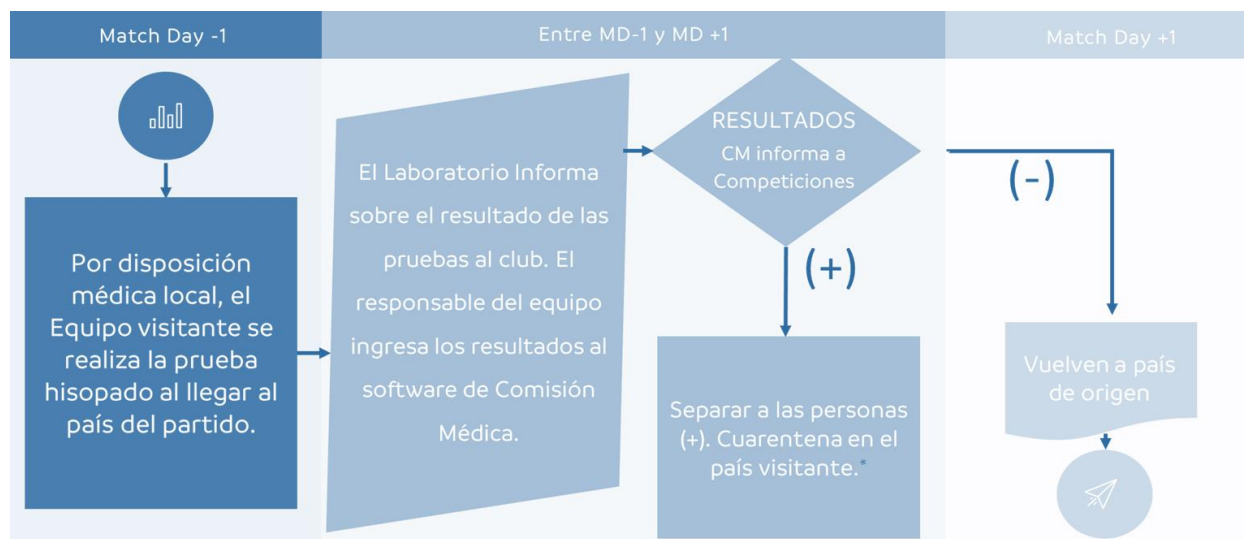 Match Day -1
Entre MD-1 y MD +1
Match Day +1
Por disposición
médica local, el
Equipo visitante se
realiza la prueba
hisopado al llegar al
país del partido.
El Laboratorio Informa
sobre el resultado de las
pruebas al club. El
responsable del equipo
ingresa los resultados al
software de Comisión
Médica.
RESULTADOS
CM informa a
Competiciones
(+)
Separar a las personas
(+). Cuarentena en el
país visitante.*
(-)
Vuelven a país
de origen